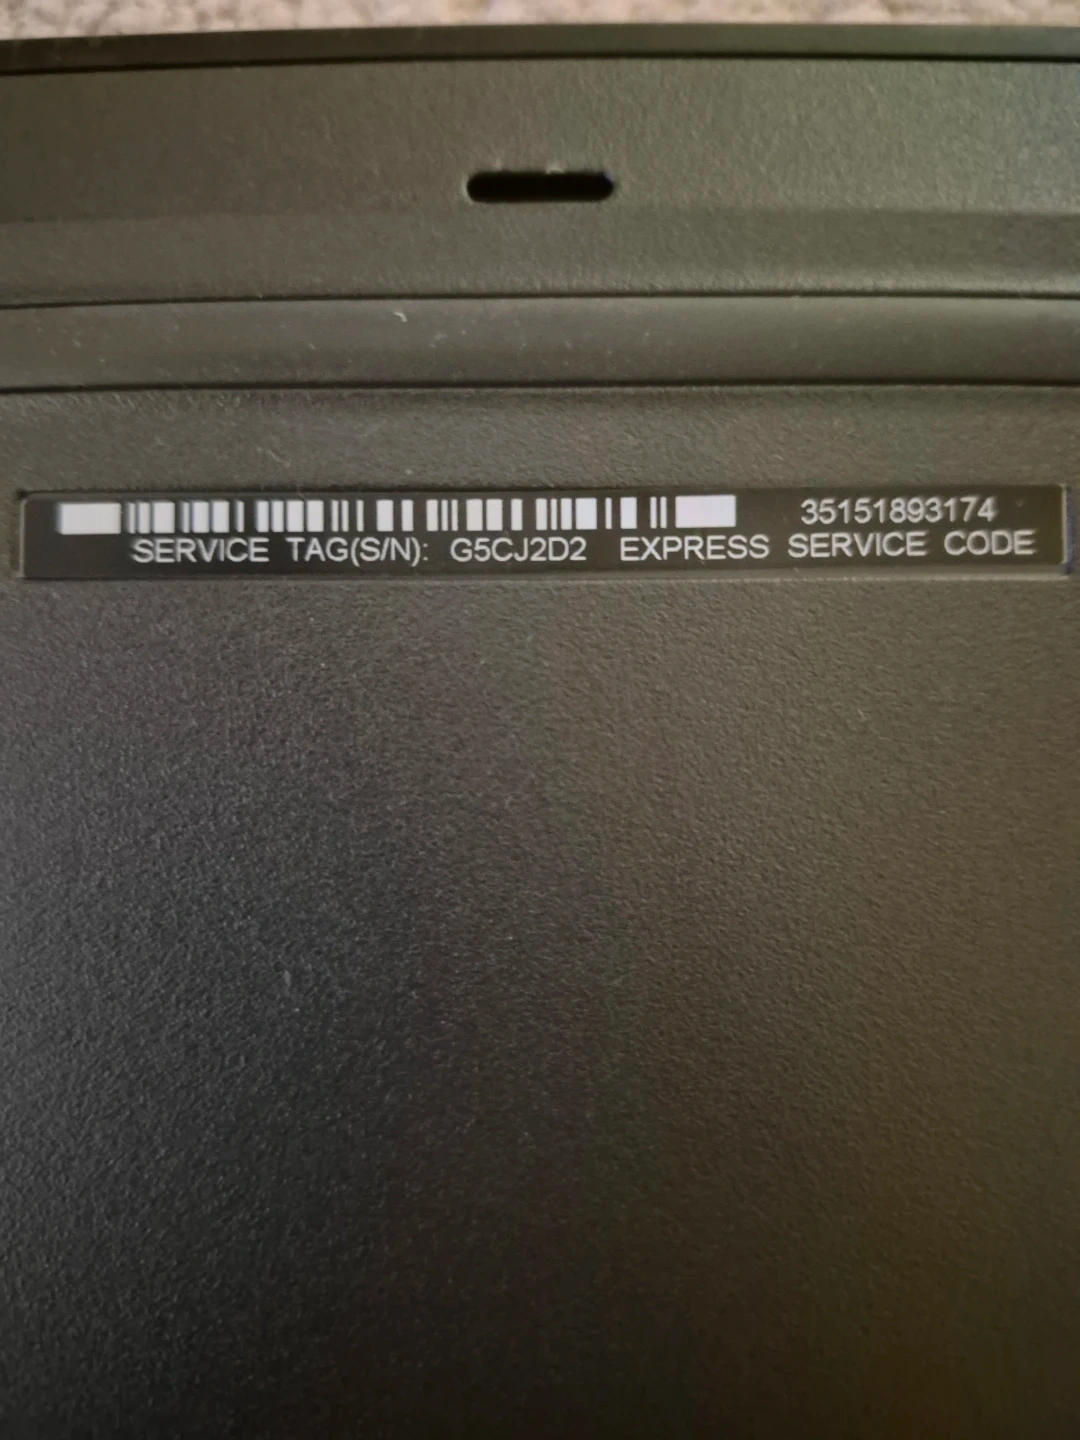 35151893174
SERVICE TAG(S/N): G5CJ2D2 EXPRESS SERVICE CODE